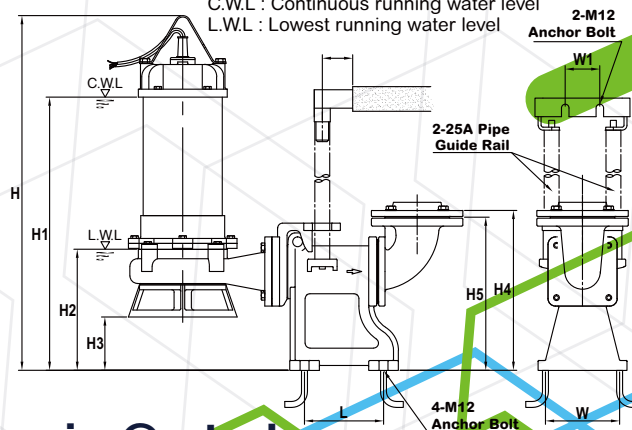 C.W.L : Continuous running water level
L.W.L : Lowest running water level
2-M12
Anchor Bolt
W1
C.W.L
2-25A Pipe
Guide Rail
H
H1
L.W.L
H2
H3
H5
H4
L
W
4-M12
Anchor Bolt